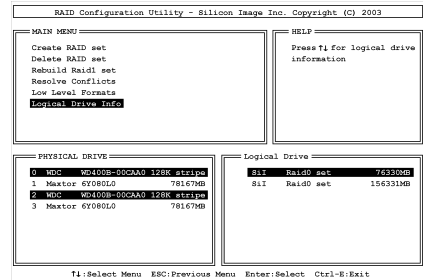 RAID Configuration Utility - Silicon Image Inc. Copyright (C) 2003
MAIN MENU
Create RAID set
Delete RAID set
Rebuild Raid1 set
Resolve Conflicts
Low Level Formats
Logical Drive Info
HELP
Press ↑↓ for logical drive
information
PHYSICAL DRIVE
0 WDC WD400B-00CAA0 128K stripe
1 Maxtor 6Y080L0 78167MB
2 WDC WD400B-00CAA0 128K stripe
3 Maxtor 6Y080L0 78167MB
Logical Drive
SiI Raid0 set 76330MB
SiI Raid0 set 156331MB
↑↓:Select Menu ESC:Previous Menu Enter:Select Ctrl-E:Exit